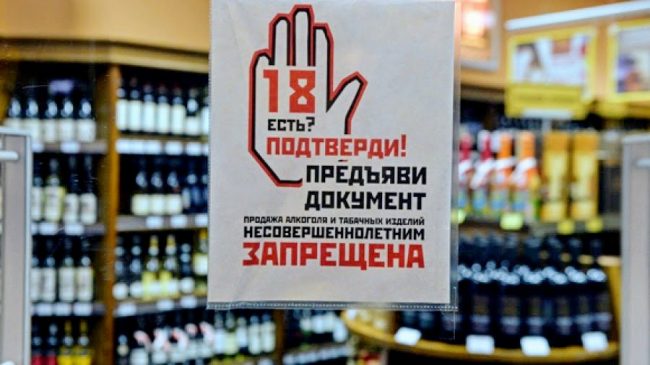 18
ЕСТЬ?
ПОДТВЕРДИ!
ПРЕДЪЯВИ
ДОКУМЕНТ
ПРОДАЖА АЛКОГОЛЯ И ТАБАЧНЫХ ИЗДЕЛИЙ
НЕСОВЕРШЕННОЛЕТНИМ
ЗАПРЕЩЕНА